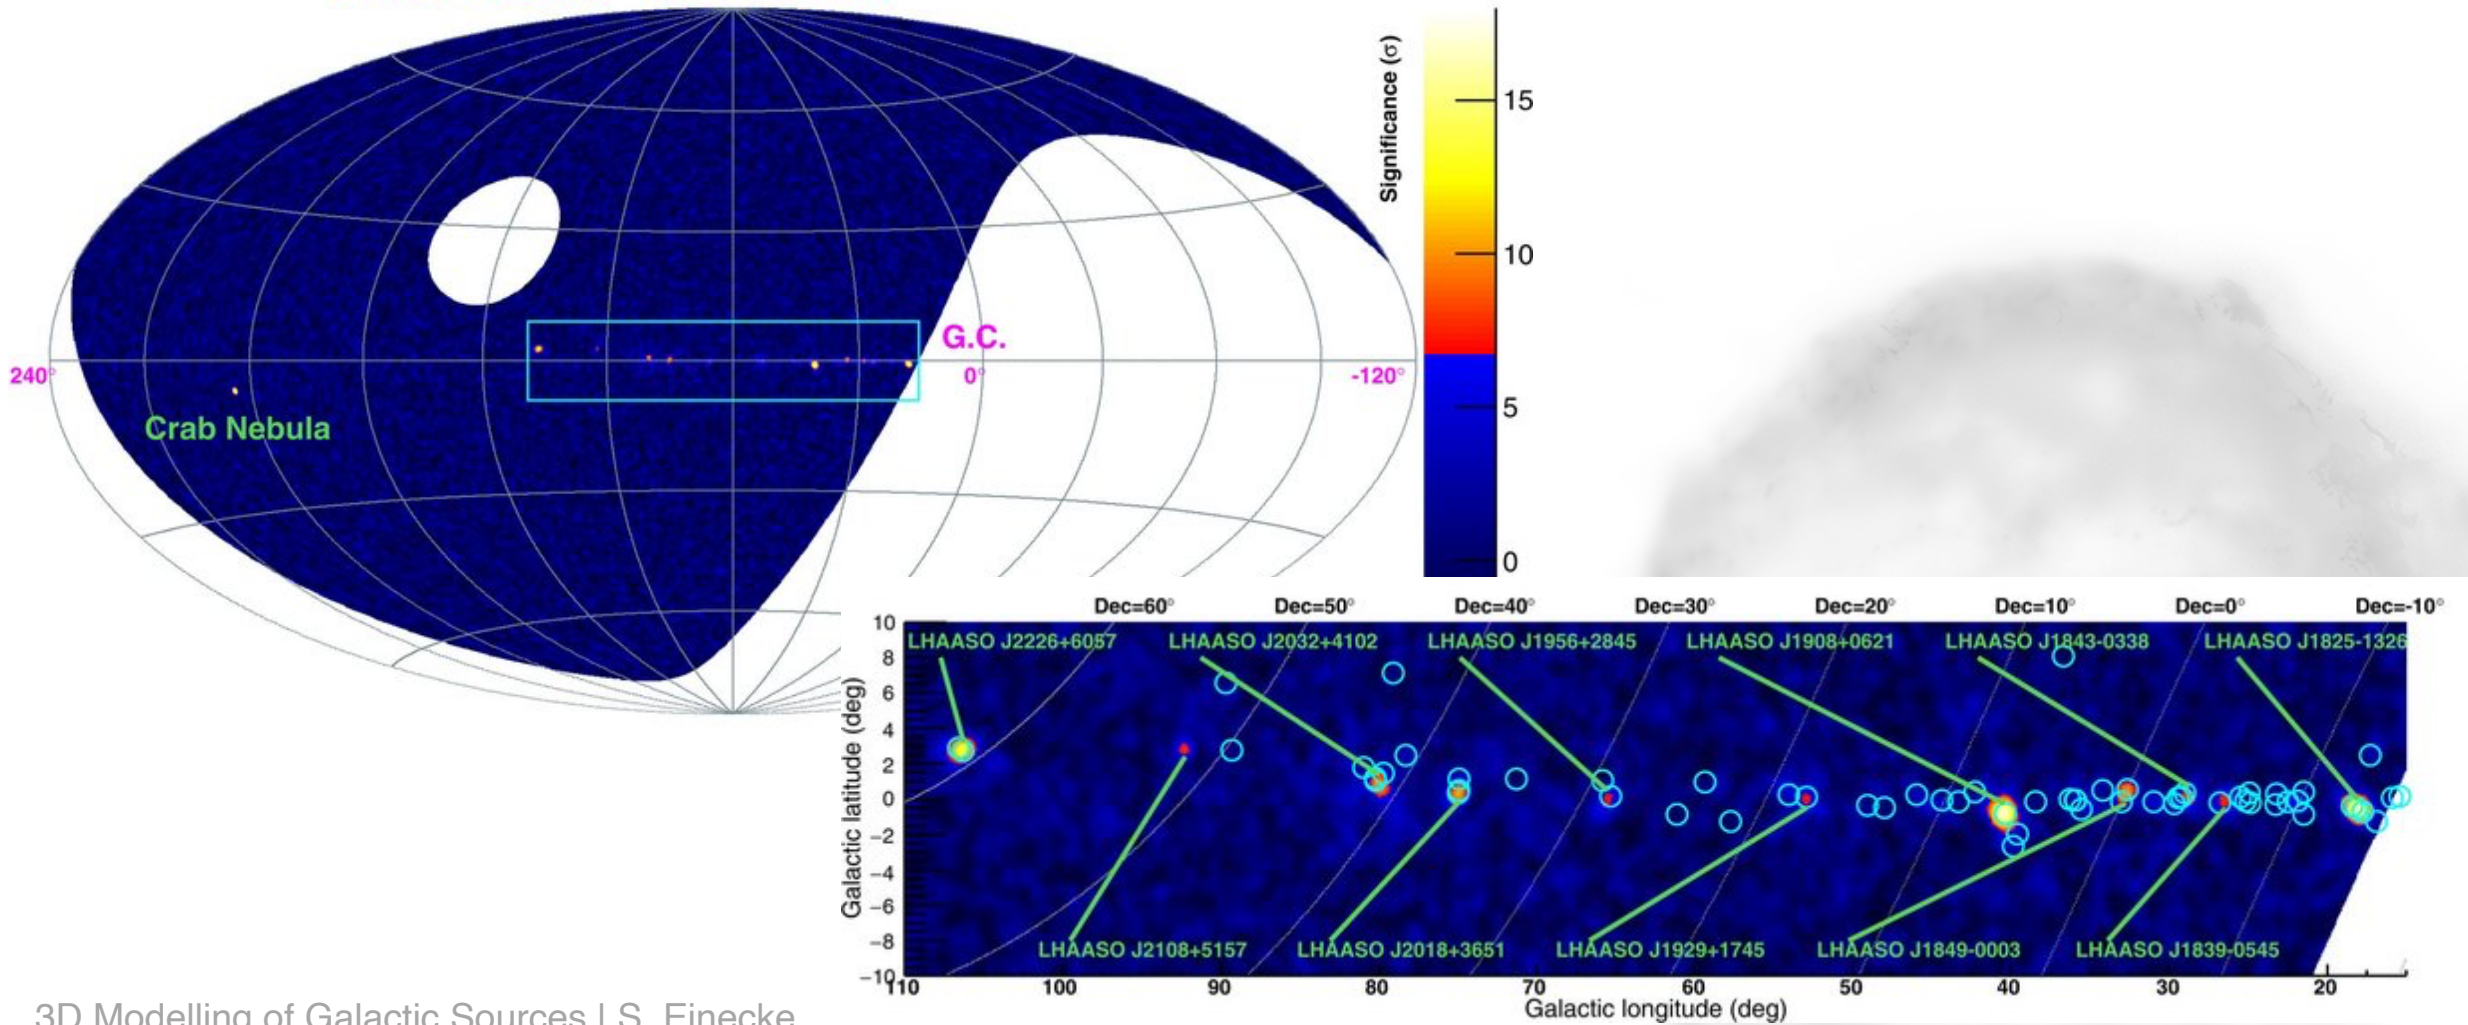 Significance (σ)
15
10
5
0
G.C.
240°
0°
-120°
Crab Nebula
Dec=60° Dec=50° Dec=40° Dec=30° Dec=20° Dec=10° Dec=0° Dec=-10°
LHAASO J2226+6057 LHAASO J2032+4102 LHAASO J1956+2845 LHAASO J1908+0621 LHAASO J1843-0338 LHAASO J1825-1326
Galactic latitude (deg)
10
8
6
4
2
0
−2
−4
−6
−8
−10
LHAASO J2108+5157 LHAASO J2018+3651 LHAASO J1929+1745 LHAASO J1849-0003 LHAASO J1839-0545
110 100 90 80 70 60 50 40 30 20
Galactic longitude (deg)
3D Modelling of Galactic Sources | S. Einecke